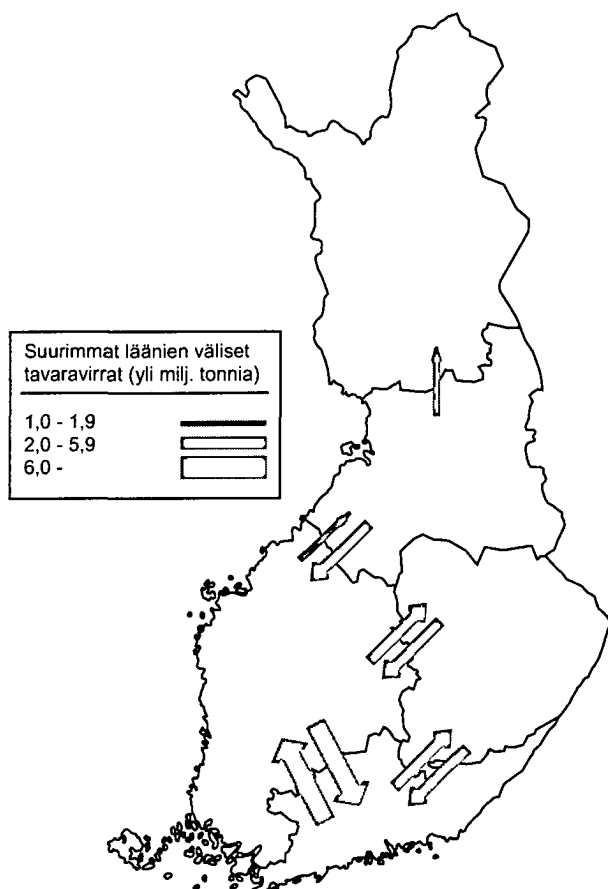 Suurimmat läänien väliset
tavaravirrat (yli milj. tonnia)
1,0 - 1,9
2,0 - 5,9
6,0 -